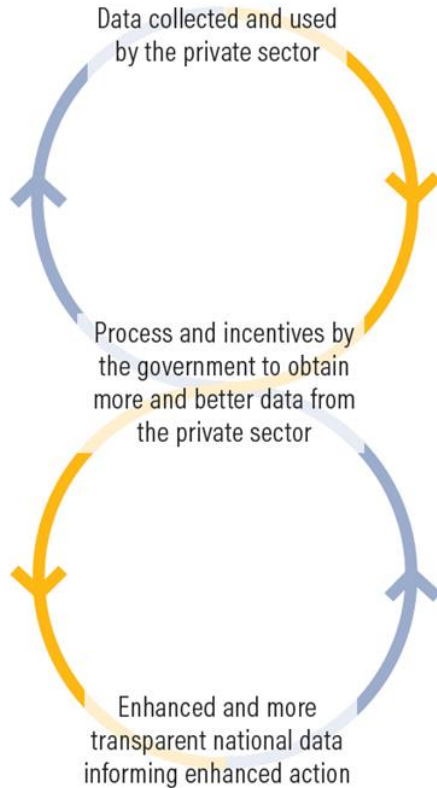 Data collected and used
by the private sector
Process and incentives by
the government to obtain
more and better data from
the private sector
Enhanced and more
transparent national data
informing enhanced action